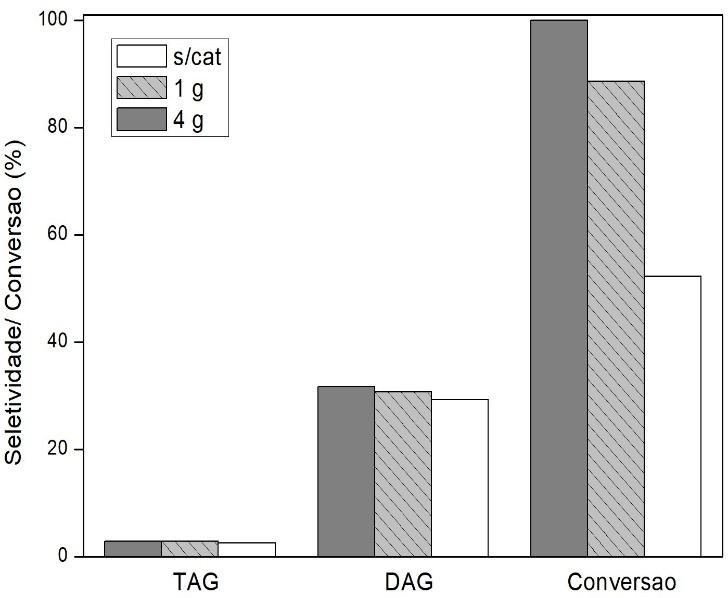 100
80
60
40
20
0
Seletividade/ Conversao (%)
s/cat
1 g
4 g
TAG
DAG
Conversao